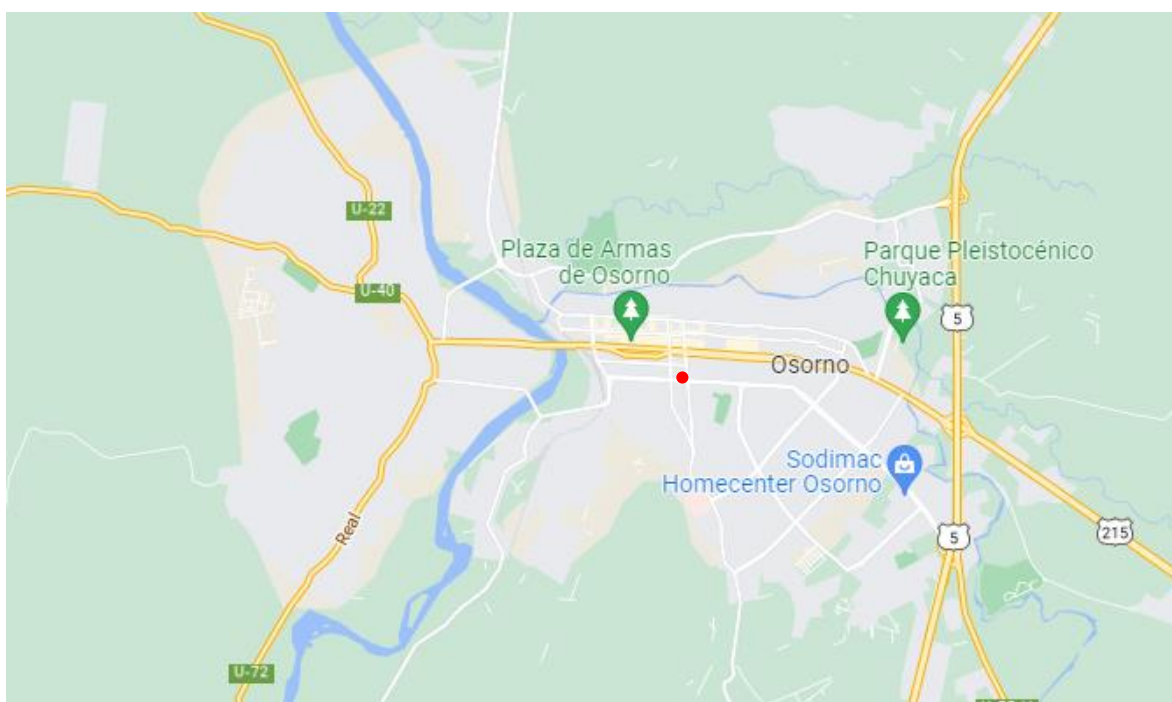 U-22
Plaza de Armas
de Osorno
Parque Pleistocénico
Chuyaca
U-40
5
Osorno
Sodimac
Homecenter Osorno
Real
5
215
U-72